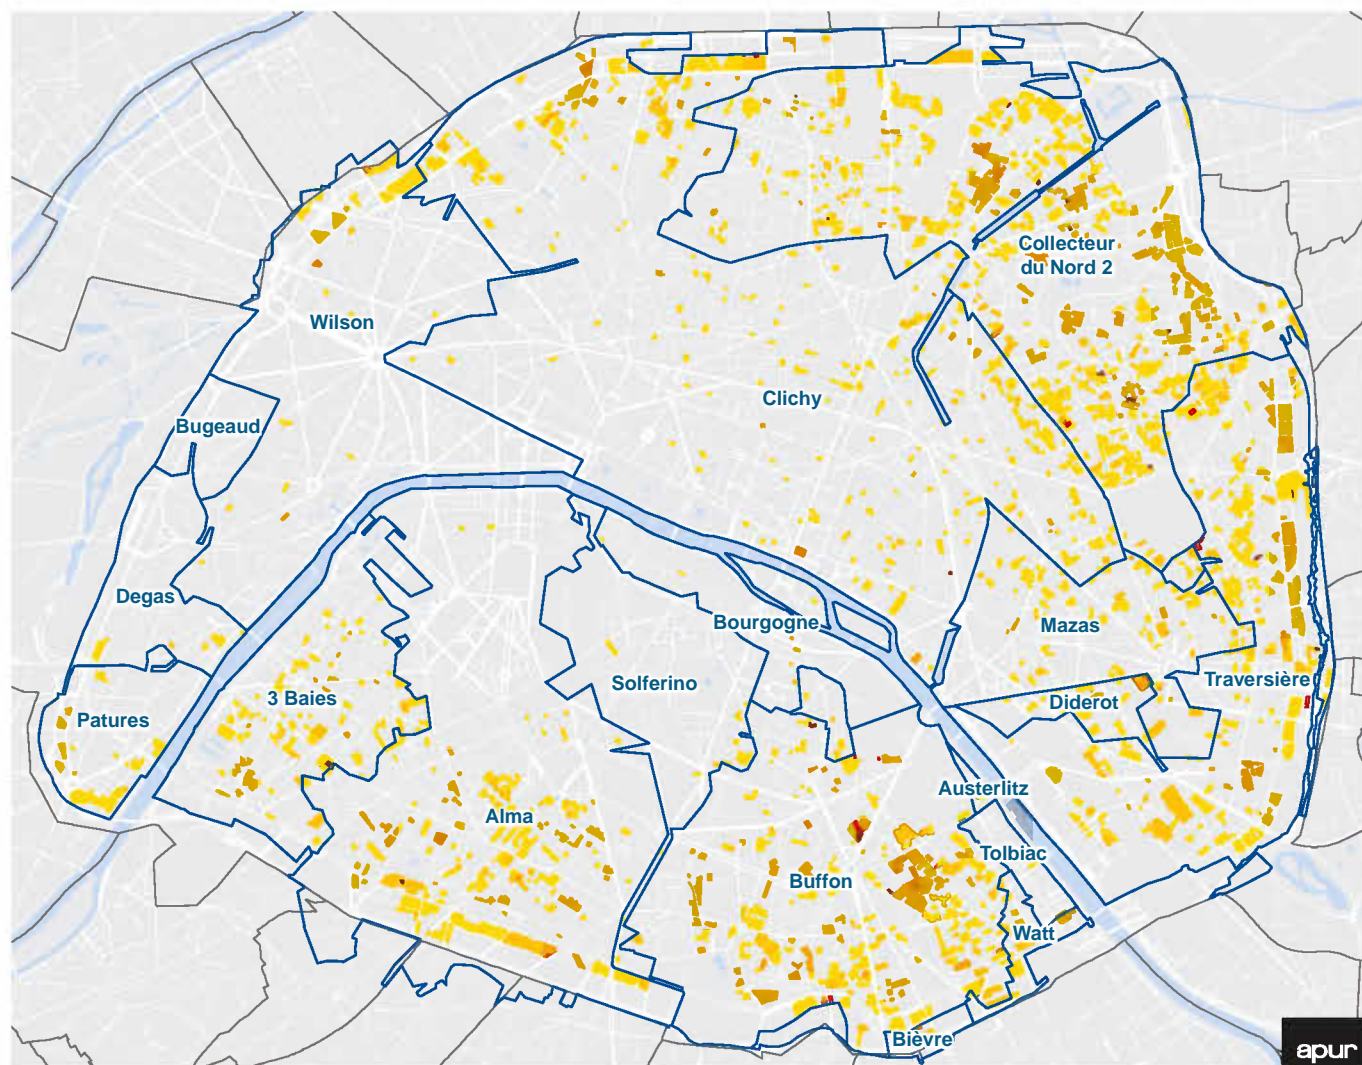 Collecteur
du Nord 2
Wilson
Clichy
Bugeaud
Degas
Bourgogne
Mazas
3 Baies
Solferino
Traversière
Patures
Diderot
Austerlitz
Alma
Tolbiac
Buffon
Watt
Bièvre
apur